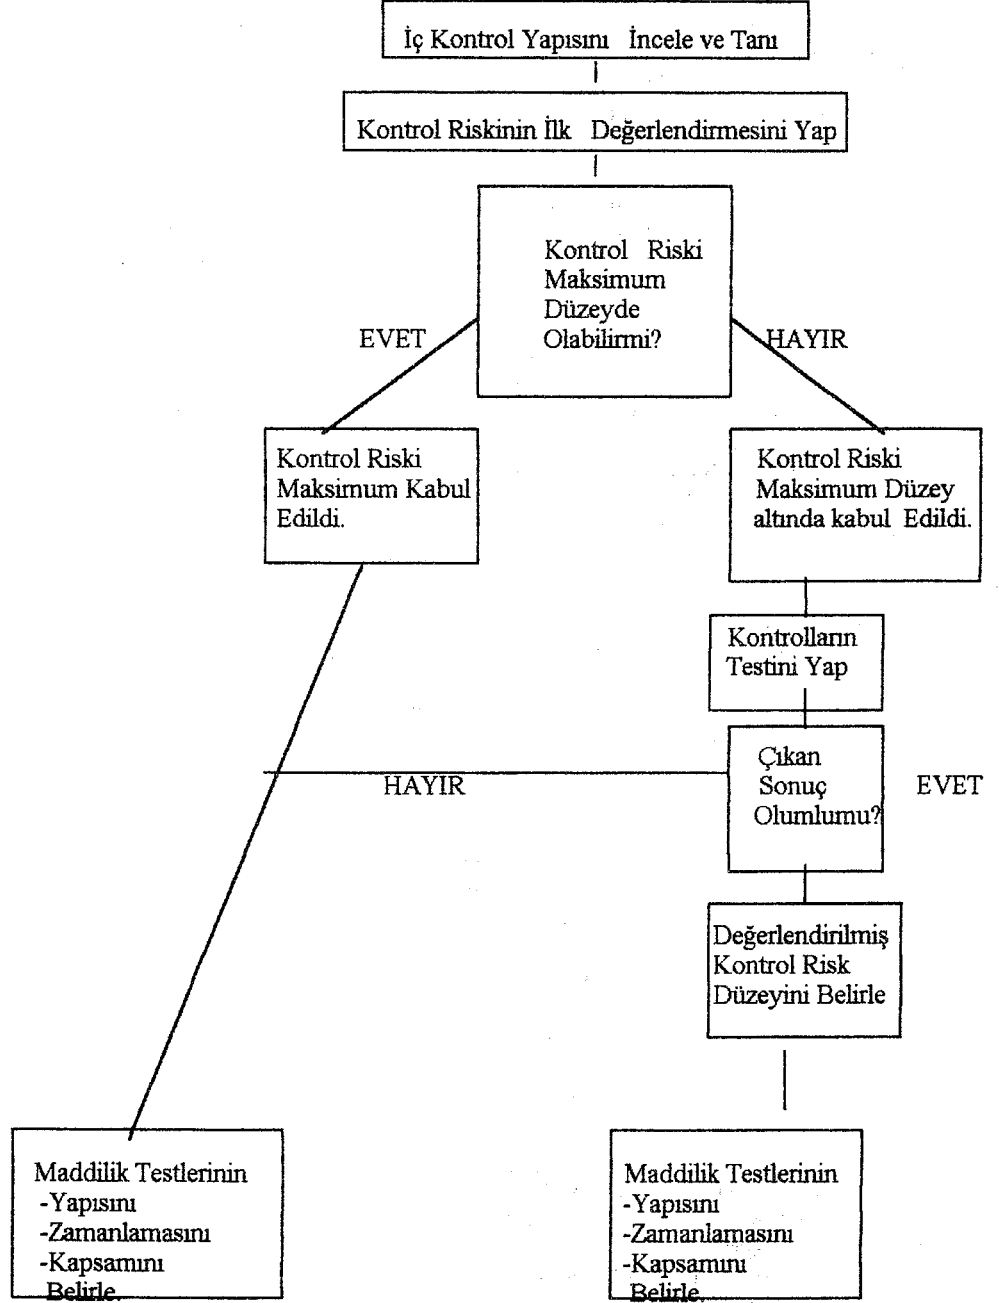 İç Kontrol Yapısını İncele ve Tanı
Kontrol Riskinin İlk Değerlendirmesini Yap
Kontrol Riski
Maksimum
Düzeyde
Olabilirmi?
EVET
HAYIR
Kontrol Riski
Maksimum Kabul
Edildi.
Kontrol Riski
Maksimum Düzey
altında kabul Edildi.
Kontrolların
Testini Yap
Çıkan
Sonuç
Olumlumu?
HAYIR
EVET
Değerlendirilmiş
Kontrol Risk
Düzeyini Belirle
Maddilik Testlerinin
-Yapısını
-Zamanlamasını
-Kapsamını
Belirle.
Maddilik Testlerinin
-Yapısını
-Zamanlamasını
-Kapsamını
Belirle.